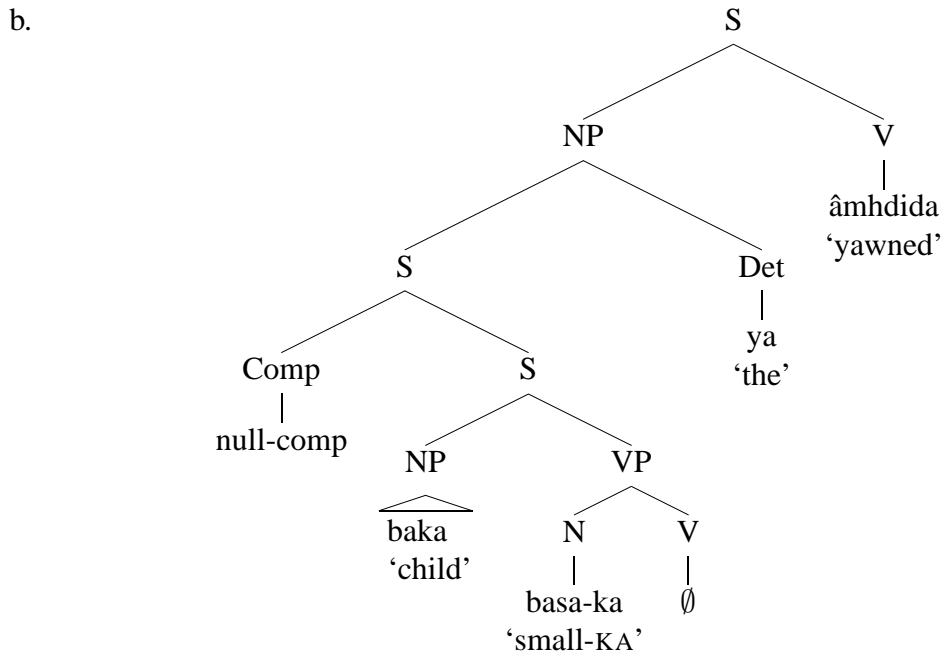 b. S
NP V
âmhdida
‘yawned’
S Det
ya
‘the’
Comp S
null-comp
NP VP
baka N V
‘child’
basa-ka ∅
‘small-KA’